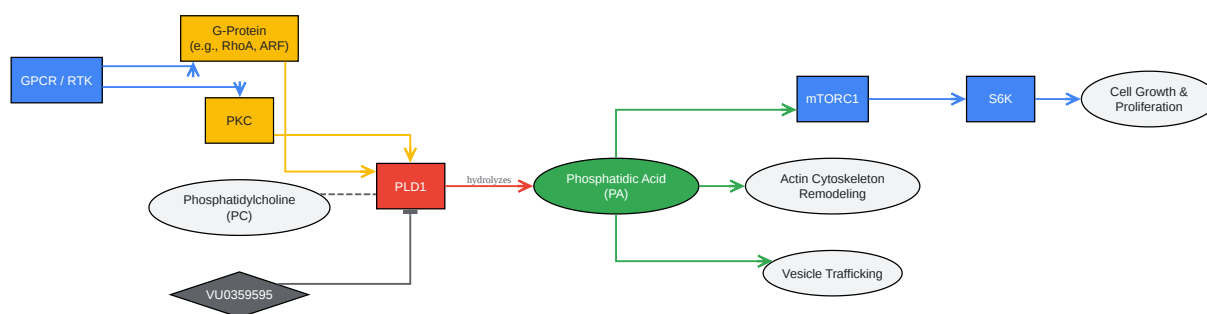 G-Protein
(e.g., RhoA, ARF)
GPCR / RTK
PKC
mTORC1
S6K
Cell Growth &
Proliferation
PLD1
hydrolyzes
Phosphatidic Acid
(PA)
Actin Cytoskeleton
Remodeling
Phosphatidylcholine
(PC)
Vesicle Trafficking
VU0359595